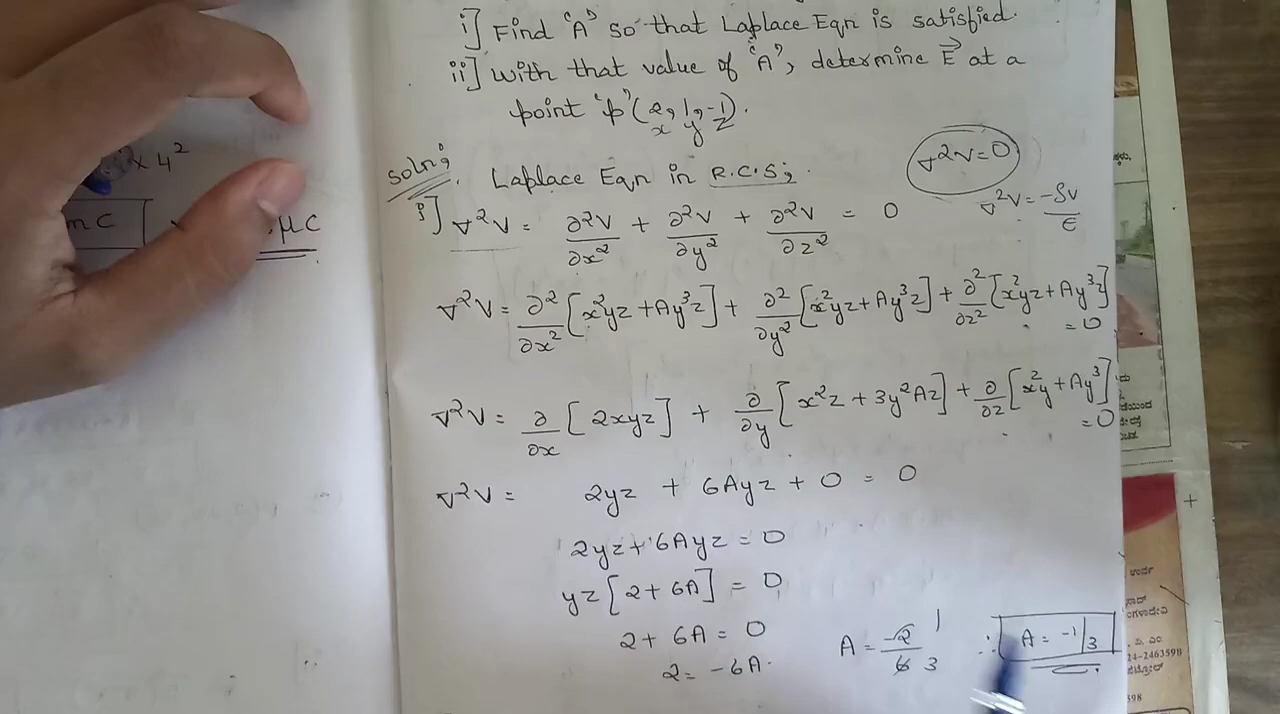 i] Find 'A' so that Laplace Eqn is satisfied.
ii] With that value of 'A', determine E⃗ at a
point 'P' (2, 1, -1).
x y z
× 4²
mC
μC
Soln;
Laplace Eqn in R.C.S;
∇²V = 0
i] ∇²V = ∂²V/∂x² + ∂²V/∂y² + ∂²V/∂z² = 0
∇²V = -ρv/ε
∇²V = ∂²/∂x² [x²yz + Ay³z] + ∂²/∂y² [x²yz + Ay³z] + ∂²/∂z² [x²yz + Ay³z] = 0
∇²V = ∂/∂x [2xyz] + ∂/∂y [x²z + 3y²Az] + ∂/∂z [x²y + Ay³] = 0
∇²V = 2yz + 6Ayz + 0 = 0
2yz + 6Ayz = 0
yz [2 + 6A] = 0
2 + 6A = 0
2 = -6A.
A = -2/6 1 3
∴ A = -1/3
24-2463598
598